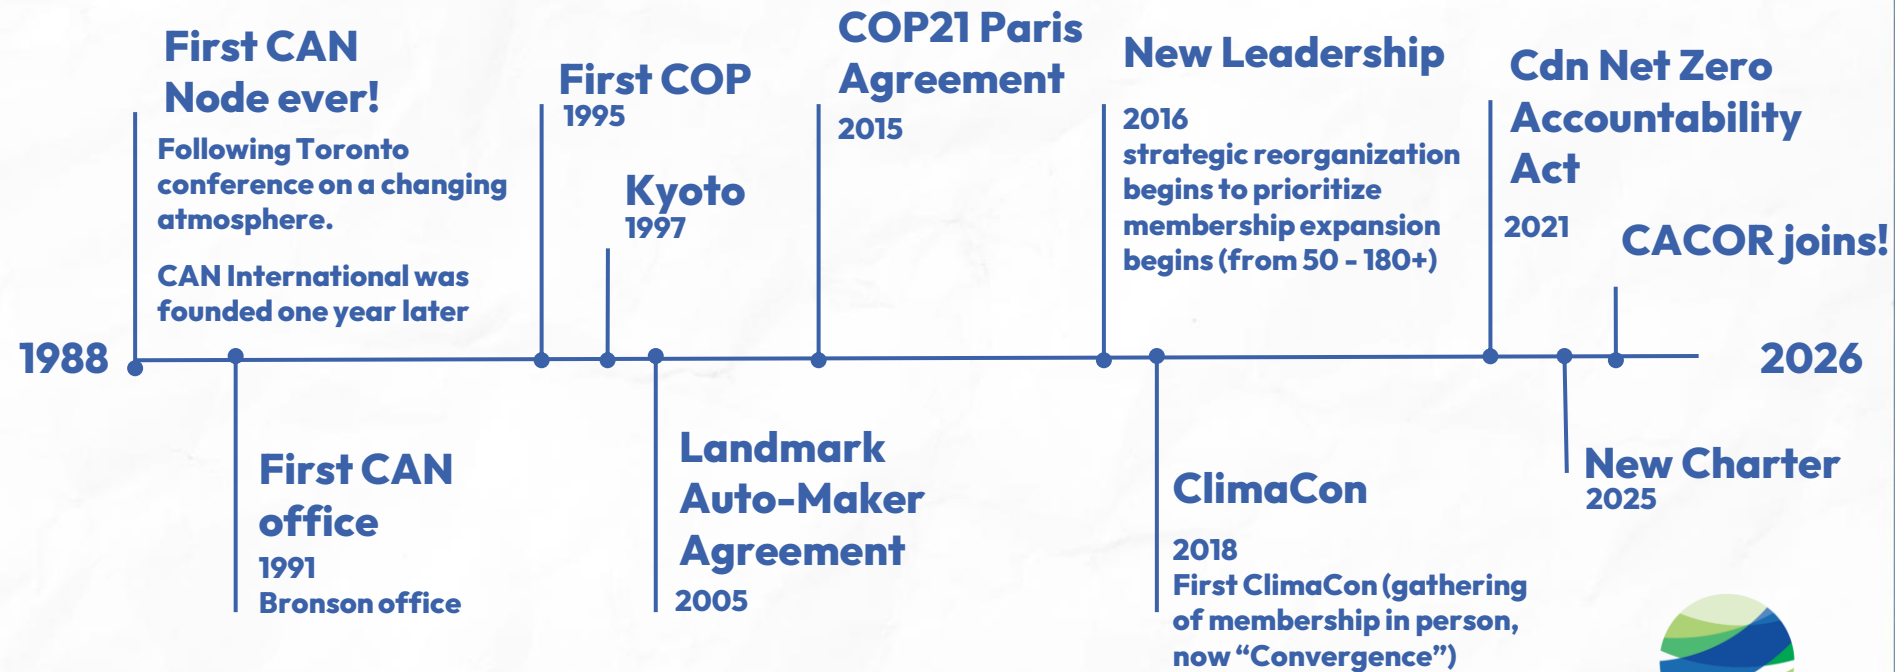 First CAN
Node ever!
Following Toronto
conference on a changing
atmosphere.
CAN International was
founded one year later
First COP
1995
Kyoto
1997
COP21 Paris
Agreement
2015
New Leadership
2016
strategic reorganization
begins to prioritize
membership expansion
begins (from 50 - 180+)
Cdn Net Zero
Accountability
Act
2021
CACOR joins!
1988
2026
First CAN
office
1991
Bronson office
Landmark
Auto-Maker
Agreement
2005
ClimaCon
2018
First ClimaCon (gathering
of membership in person,
now “Convergence”)
New Charter
2025